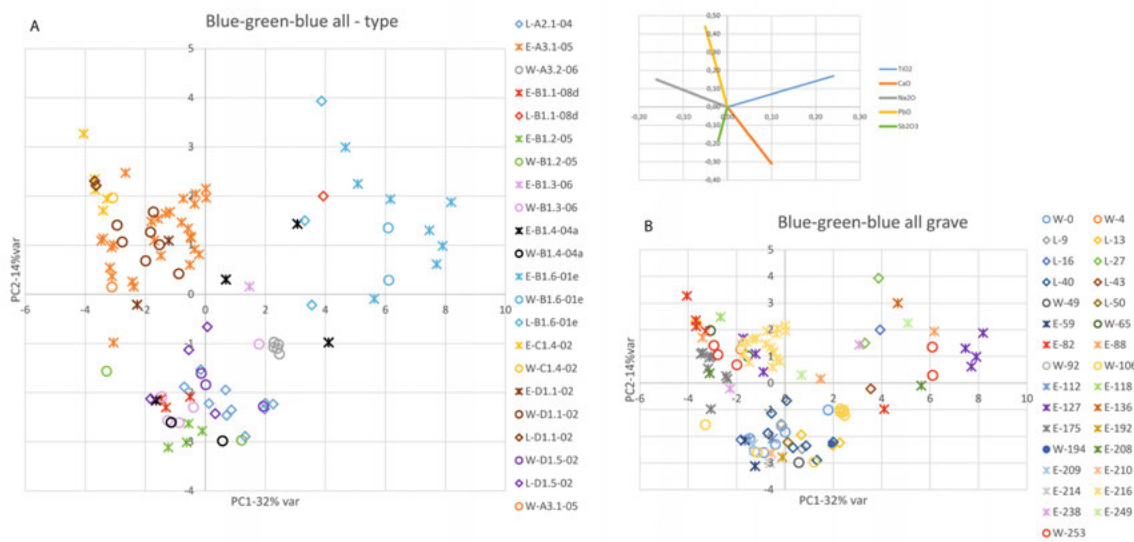 A
Blue-green-blue all - type
PC2-14%var
5
4
3
2
1
-6
-4
-2
0
2
4
6
8
10
-1
-2
-3
-4
PC1-32% var
L-A2.1-04
E-A3.1-05
W-A3.2-06
E-B1.1-08d
L-B1.1-08d
E-B1.2-05
W-B1.2-05
E-B1.3-06
W-B1.3-06
E-B1.4-04a
W-B1.4-04a
E-B1.6-01e
W-B1.6-01e
L-B1.6-01e
E-C1.4-02
W-C1.4-02
E-D1.1-02
W-D1.1-02
L-D1.1-02
W-D1.5-02
L-D1.5-02
W-A3.1-05
0,50
0,40
0,30
0,20
0,10
0,00
-0,20
-0,10
0,00
0,10
0,20
0,30
0,10
0,20
0,30
0,40
TiO2
CaO
Na2O
PbO
Sb2O3
B
Blue-green-blue all grave
PC2-14%var
5
4
3
2
1
0
-4
-2
0
2
4
6
8
10
-1
-2
-3
-4
PC1-32% var
W-0 W-4
L-9 L-13
L-16 L-27
L-40 L-43
W-49 L-50
E-59 W-65
E-82 E-88
W-92 W-106
E-112 E-118
E-127 E-136
E-175 E-192
W-194 E-208
E-209 E-210
E-214 E-216
E-238 E-249
W-253